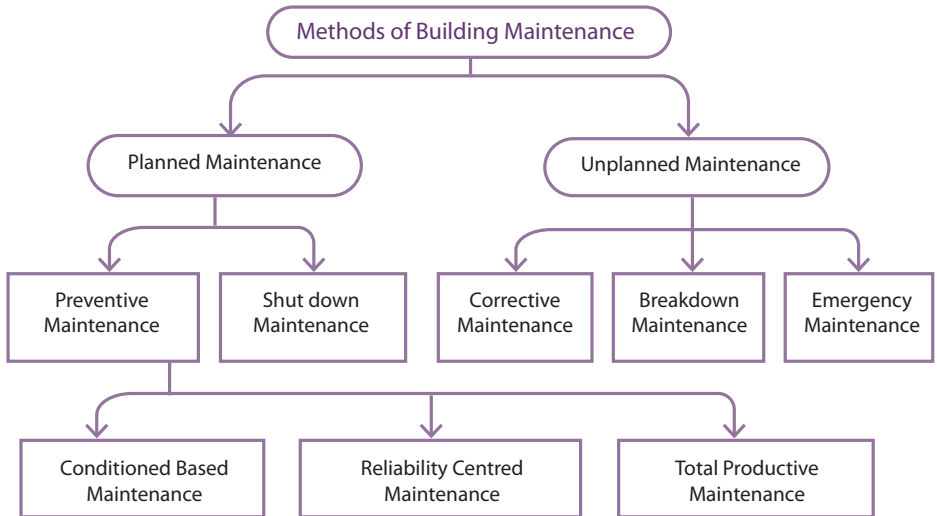 Methods of Building Maintenance
Planned Maintenance
Unplanned Maintenance
Preventive
Maintenance
Shut down
Maintenance
Corrective
Maintenance
Breakdown
Maintenance
Emergency
Maintenance
Conditioned Based
Maintenance
Reliability Centred
Maintenance
Total Productive
Maintenance